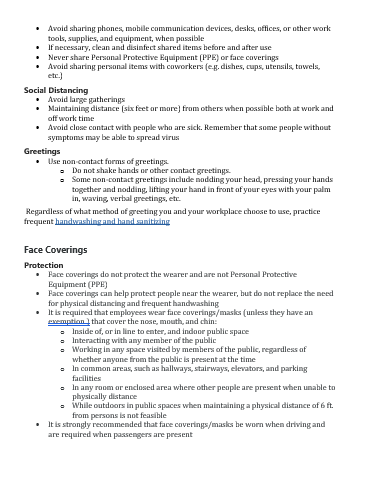 • Avoid sharing phones, mobile communication devices, desks, offices, or other work
tools, supplies, and equipment, when possible
• If necessary, clean and disinfect shared items before and after use
• Never share Personal Protective Equipment (PPE) or face coverings
• Avoid sharing personal items with coworkers (e.g. dishes, cups, utensils, towels,
etc.)
Social Distancing
• Avoid large gatherings
• Maintaining distance (six feet or more) from others when possible both at work and
off work time
• Avoid close contact with people who are sick. Remember that some people without
symptoms may be able to spread virus
Greetings
• Use non-contact forms of greetings.
o Do not shake hands or other contact greetings.
o Some non-contact greetings include nodding your head, pressing your hands
together and nodding, lifting your hand in front of your eyes with your palm
in, waving, verbal greetings, etc.
Regardless of what method of greeting you and your workplace choose to use, practice
frequent handwashing and hand sanitizing
Face Coverings
Protection
• Face coverings do not protect the wearer and are not Personal Protective
Equipment (PPE)
• Face coverings can help protect people near the wearer, but do not replace the need
for physical distancing and frequent handwashing
• It is required that employees wear face coverings/masks (unless they have an
exemption,) that cover the nose, mouth, and chin:
o Inside of, or in line to enter, and indoor public space
o Interacting with any member of the public
o Working in any space visited by members of the public, regardless of
whether anyone from the public is present at the time
o In common areas, such as hallways, stairways, elevators, and parking
facilities
o In any room or enclosed area where other people are present when unable to
physically distance
o While outdoors in public spaces when maintaining a physical distance of 6 ft.
from persons is not feasible
• It is strongly recommended that face coverings/masks be worn when driving and
are required when passengers are present